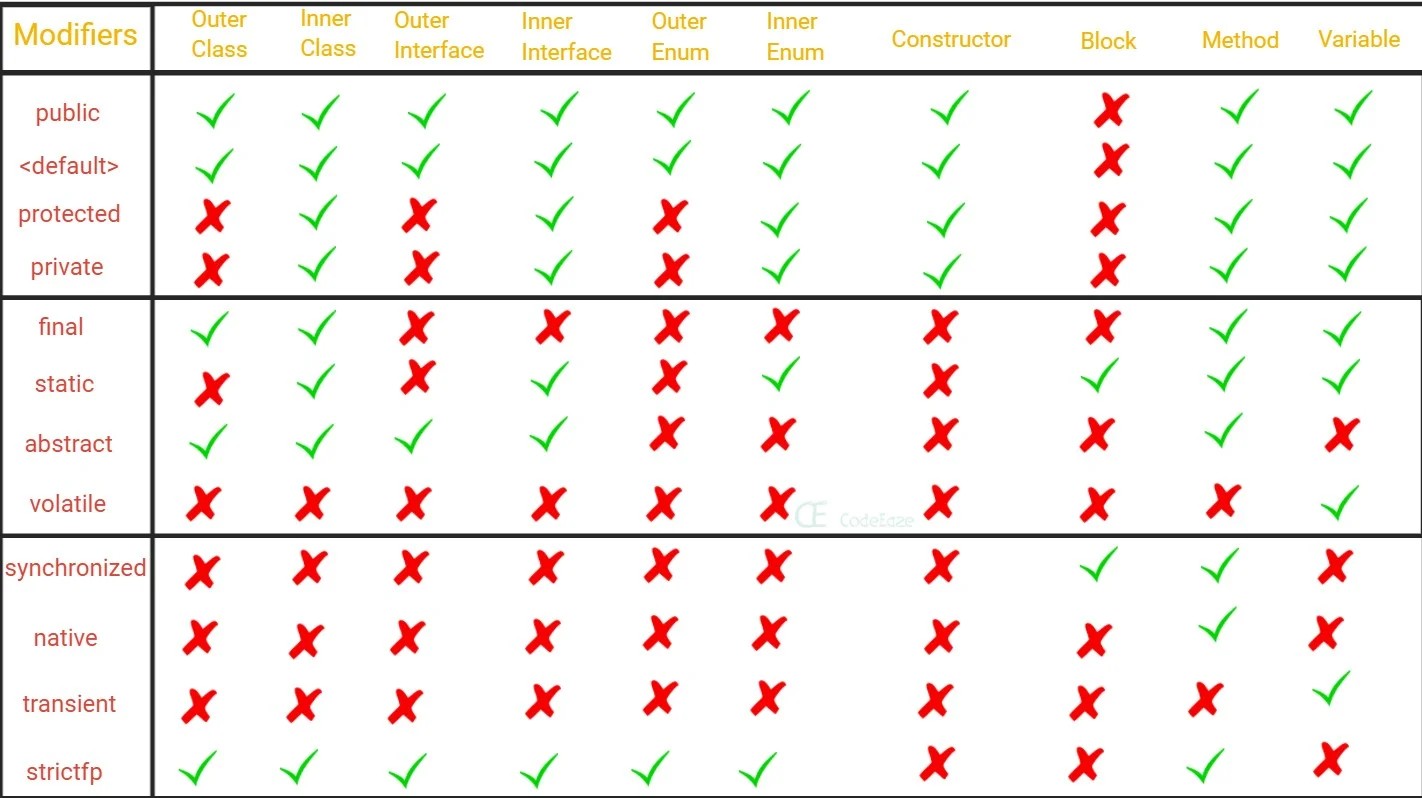 Modifiers Outer Class Inner Class Outer Interface Inner Interface Outer Enum Inner Enum Constructor Block Method Variable
public ✓ ✓ ✓ ✓ ✓ ✓ ✓ ✗ ✓ ✓
<default> ✓ ✓ ✓ ✓ ✓ ✓ ✓ ✗ ✓ ✓
protected ✗ ✓ ✗ ✓ ✗ ✓ ✓ ✗ ✓ ✓
private ✗ ✓ ✗ ✓ ✗ ✓ ✓ ✗ ✓ ✓
final ✓ ✓ ✗ ✗ ✗ ✗ ✗ ✗ ✓ ✓
static ✗ ✓ ✗ ✓ ✗ ✓ ✗ ✓ ✓ ✓
abstract ✓ ✓ ✓ ✓ ✗ ✗ ✗ ✗ ✓ ✗
volatile ✗ ✗ ✗ ✗ ✗ ✗ ✗ ✗ ✗ ✓
CE CodeEaze
synchronized ✗ ✗ ✗ ✗ ✗ ✗ ✗ ✓ ✓ ✗
native ✗ ✗ ✗ ✗ ✗ ✗ ✗ ✗ ✓ ✗
transient ✗ ✗ ✗ ✗ ✗ ✗ ✗ ✗ ✗ ✓
strictfp ✓ ✓ ✓ ✓ ✓ ✓ ✗ ✗ ✓ ✗